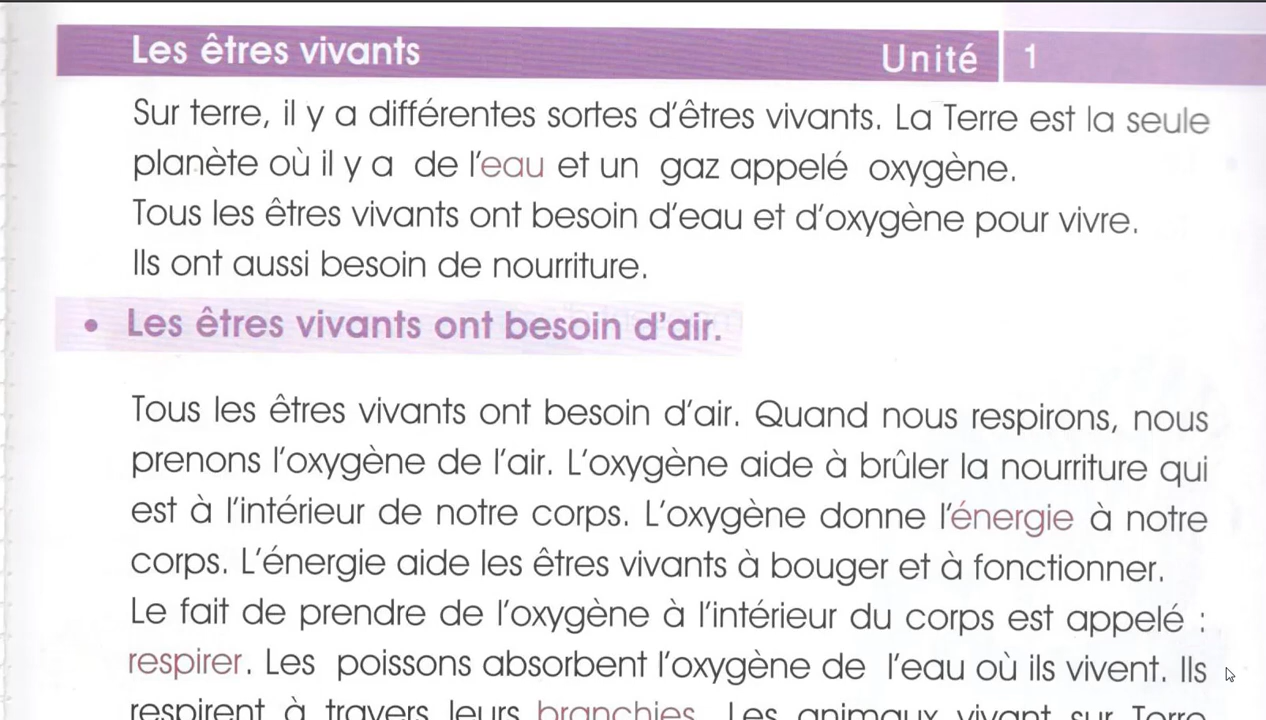 Les êtres vivants Unité 1
Sur terre, il y a différentes sortes d'êtres vivants. La Terre est la seule
planète où il y a de l'eau et un gaz appelé oxygène.
Tous les êtres vivants ont besoin d'eau et d'oxygène pour vivre.
Ils ont aussi besoin de nourriture.
• Les êtres vivants ont besoin d'air.
Tous les êtres vivants ont besoin d'air. Quand nous respirons, nous
prenons l'oxygène de l'air. L'oxygène aide à brûler la nourriture qui
est à l'intérieur de notre corps. L'oxygène donne l'énergie à notre
corps. L'énergie aide les êtres vivants à bouger et à fonctionner.
Le fait de prendre de l'oxygène à l'intérieur du corps est appelé :
respirer. Les poissons absorbent l'oxygène de l'eau où ils vivent. Ils
respirent à travers leurs branchies. Les animaux vivant sur Terre